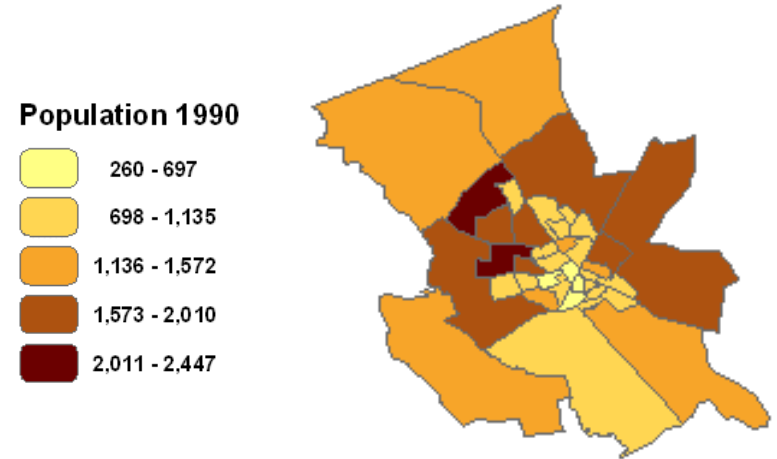 Population 1990
260 - 697
698 - 1,135
1,136 - 1,572
1,573 - 2,010
2,011 - 2,447